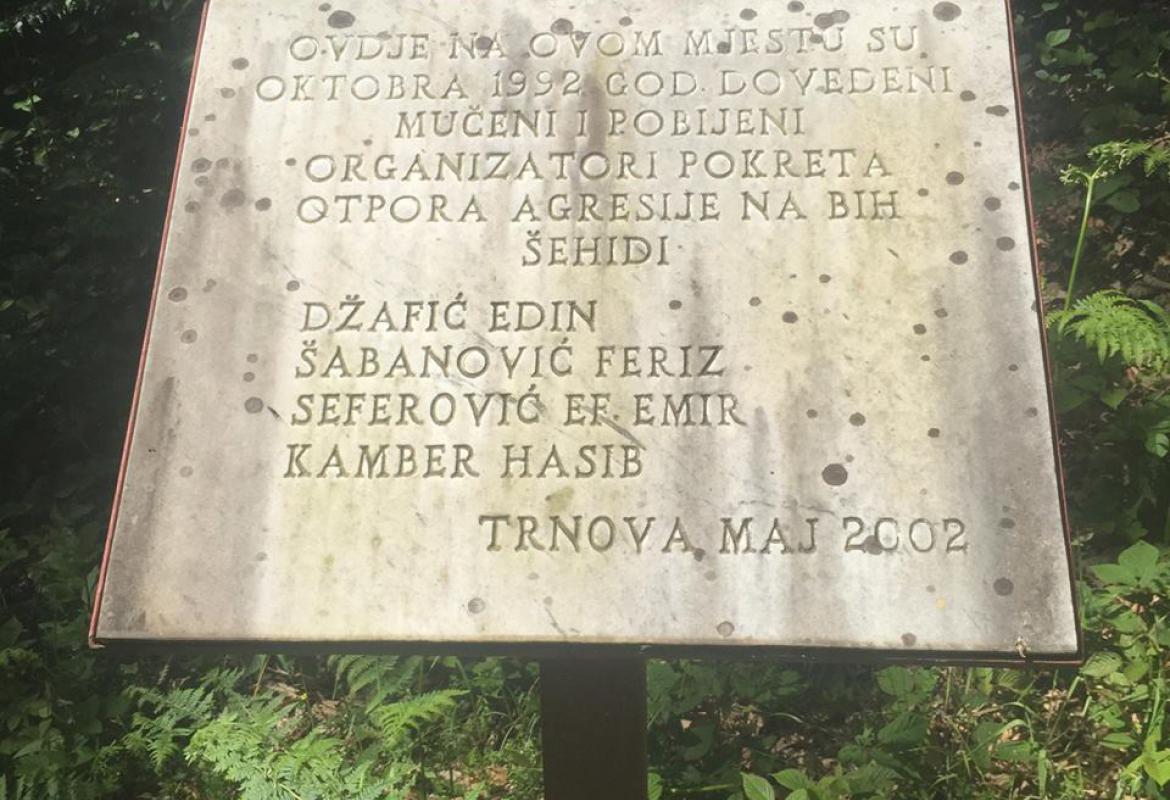 OVDJE NA OVOM MJESTU SU
OKTOBRA 1992 GOD. DOVEDENI
MUČENI I POBIJENI
ORGANIZATORI POKRETA
OTPORA AGRESIJE NA BIH
ŠEHIDI
DŽAFIĆ EDIN
ŠABANOVIĆ FERIZ
SEFEROVIĆ EF. EMIR
KAMBER HASIB
TRNOVA MAJ 2002